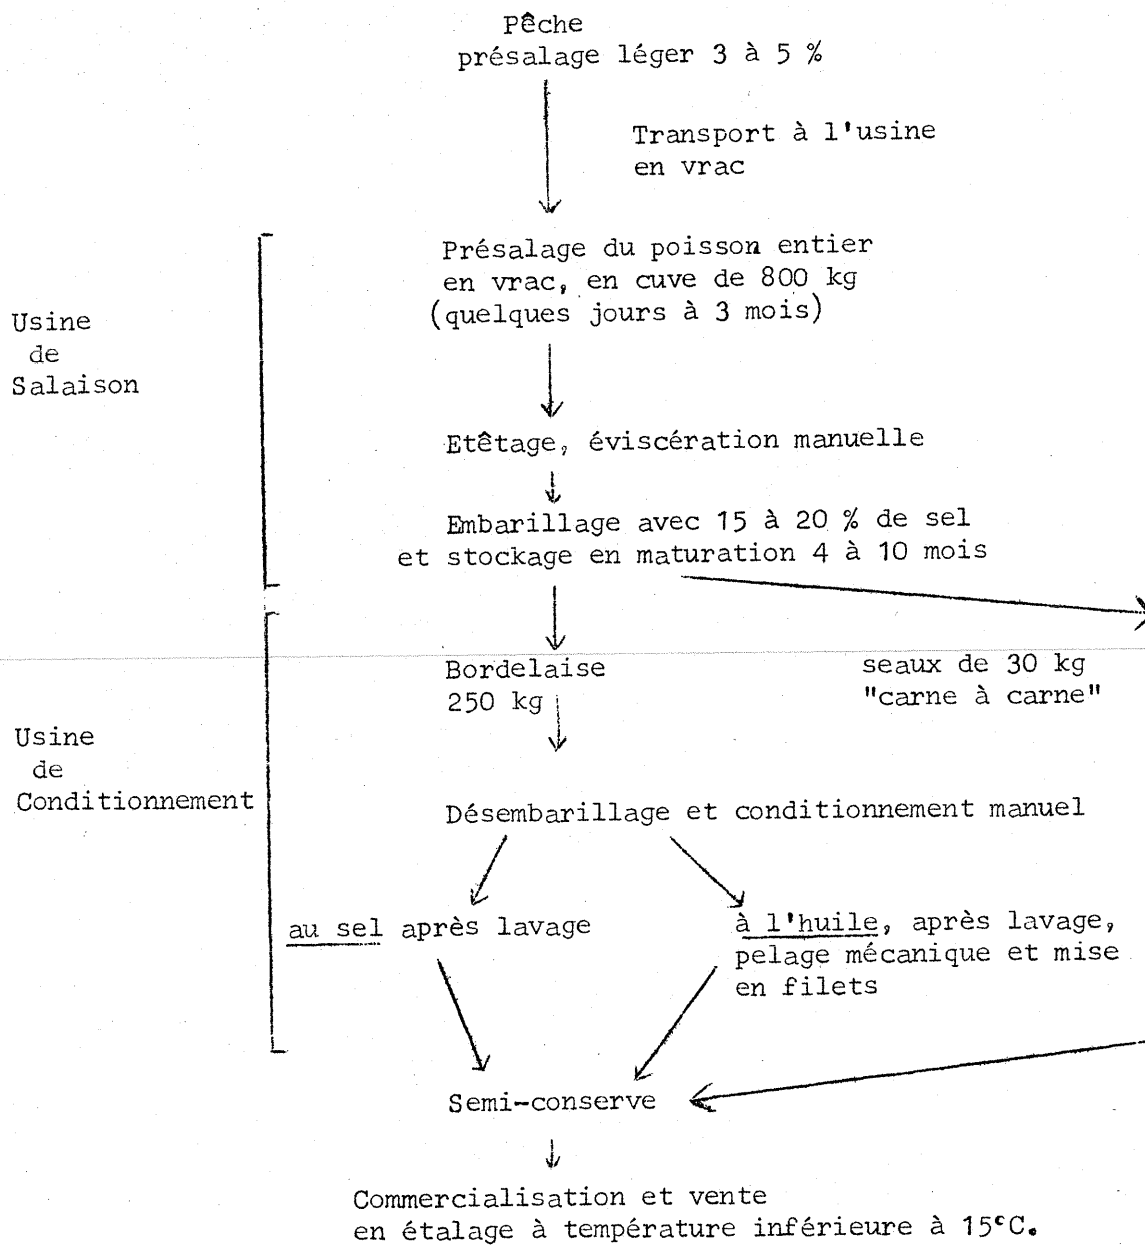 Pêche
présalage léger 3 à 5 %
Transport à l'usine
en vrac
Présalage du poisson entier
en vrac, en cuve de 800 kg
(quelques jours à 3 mois)
Usine
de
Salaison
Etêtage, éviscération manuelle
Embarillage avec 15 à 20 % de sel
et stockage en maturation 4 à 10 mois
Bordelaise
250 kg
seaux de 30 kg
"carne à carne"
Usine
de
Conditionnement
Désembarillage et conditionnement manuel
au sel après lavage
à l'huile, après lavage,
pelage mécanique et mise
en filets
Semi-conserve
Commercialisation et vente
en étalage à température inférieure à 15°C.